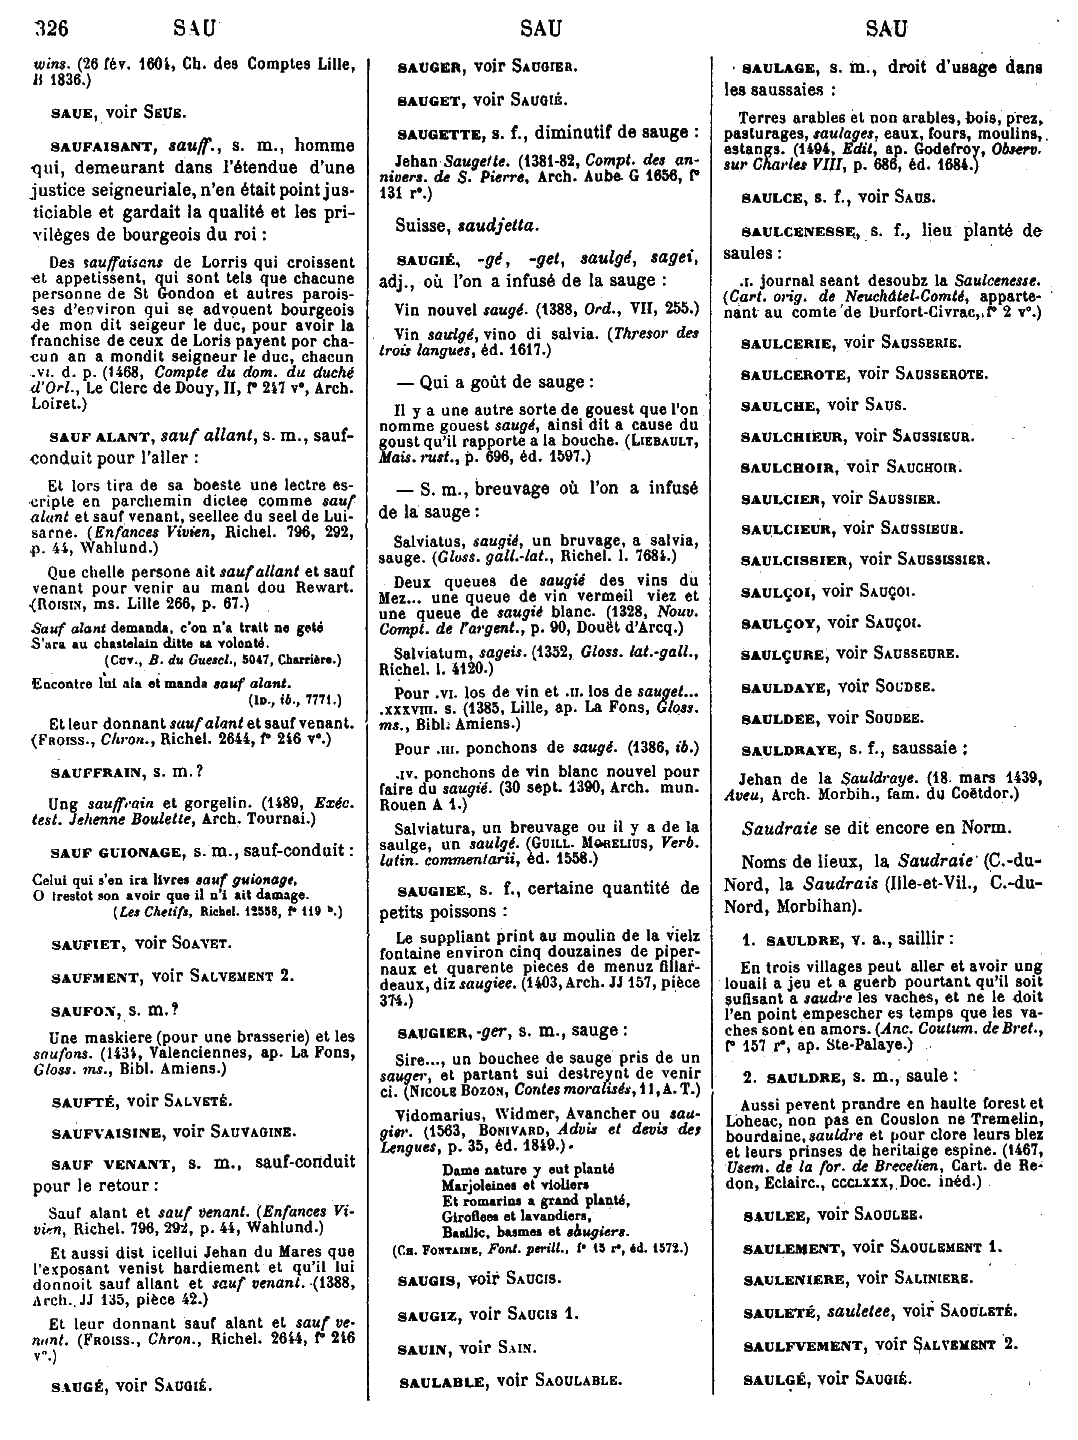 326 SAU SAU SAU
wins. (26 fév. 1604, Ch. des Comptes Lille,
B 1836.)
SAUE, voir SEUE.
SAUFAISANT, sauff., s. m., homme
qui, demeurant dans l'étendue d'une
justice seigneuriale, n'en était point jus-
ticiable et gardait la qualité et les pri-
vilèges de bourgeois du roi :
Des sauffaisans de Lorris qui croissent
et appetissent, qui sont tels que chacune
personne de St Gondon et autres parois-
ses d'environ qui se advouent bourgeois
de mon dit seigeur le duc, pour avoir la
franchise de ceux de Loris payent por cha-
cun an a mondit seigneur le duc, chacun
.VI. d. p. (1468, Compte du dom. du duché
d'Orl., Le Clerc de Douy, II, f° 247 v°, Arch.
Loiret.)
SAUF ALANT, sauf allant, s. m., sauf-
conduit pour l'aller :
Et lors tira de sa boeste une lectre es-
cripte en parchemin dictee comme sauf
alant et sauf venant, seellee du seel de Lui-
sarne. (Enfances Vivien, Richel. 796, 292,
p. 44, Wahlund.)
Que chelle persone ait sauf allant et sauf
venant pour venir au mant dou Rewart.
(ROISIN, ms. Lille 266, p. 67.)
Sauf alant demanda, c'on n'a trait ne geté
S'ara au chastelain ditte sa volonté.
(CUV., B. du Guescl., 5047, Charrière.)
Encontre lui ala et manda sauf alant.
(ID., ib., 7771.)
Et leur donnant sauf alant et sauf venant.
(FROISS., Chron., Richel. 2644, f° 246 v°.)
SAUFFRAIN, s. m. ?
Ung sauffrain et gorgelin. (1489, Exéc.
test. Jehenne Boulette, Arch. Tournai.)
SAUF GUIONAGE, s. m., sauf-conduit :
Celui qui s'en ira livres sauf guionage,
O trestot son avoir que il n'i ait damage.
(Les Chetifs, Richel. 12558, f° 119 b.)
SAUFIET, voir SOAVET.
SAUFMENT, voir SALVEMENT 2.
SAUFON, s. m. ?
Une maskiere (pour une brasserie) et les
saufons. (1434, Valenciennes, ap. La Fons,
Gloss. ms., Bibl. Amiens.)
SAUFTÉ, voir SALVETÉ.
SAUFVAISINE, voir SAUVAGINE.
SAUF VENANT, s. m., sauf-conduit
pour le retour :
Sauf alant et sauf venant. (Enfances Vi-
vien, Richel. 796, 292, p. 44, Wahlund.)
Et aussi dist icellui Jehan du Mares que
l'exposant venist hardiement et qu'il lui
donnoit sauf allant et sauf venant. (1388,
Arch. JJ 135, pièce 42.)
Et leur donnant sauf alant et sauf ve-
nant. (FROISS., Chron., Richel. 2644, f° 246
v°.)
SAUGÉ, voir SAUGIÉ.
SAUGER, voir SAUGIER.
SAUGET, voir SAUGIÉ.
SAUGETTE, s. f., diminutif de sauge :
Jehan Saugette. (1381-82, Compt. des an-
nivers. de S. Pierre, Arch. Aube G 1656, f°
131 r°.)
Suisse, saudjetta.
SAUGIÉ, -gé, -get, saulgé, sagei,
adj., où l'on a infusé de la sauge :
Vin nouvel saugé. (1388, Ord., VII, 255.)
Vin saulgé, vino di salvia. (Thresor des
trois langues, éd. 1617.)
— Qui a goût de sauge :
Il y a une autre sorte de gouest que l'on
nomme gouest saugé, ainsi dit a cause du
goust qu'il rapporte a la bouche. (LIEBAULT,
Mais. rust., p. 696, éd. 1597.)
— S. m., breuvage où l'on a infusé
de la sauge :
Salviatus, saugié, un bruvage, a salvia,
sauge. (Gloss. gall.-lat., Richel. l. 7684.)
Deux queues de saugié des vins du
Mez... une queue de vin vermeil viez et
une queue de saugié blanc. (1328, Nouv.
Compt. de l'argent., p. 90, Douët d'Arcq.)
Salviatum, sageis. (1352, Gloss. lat.-gall.,
Richel. l. 4120.)
Pour .VI. los de vin et .II. los de sauget...
.XXXVIII. s. (1385, Lille, ap. La Fons, Gloss.
ms., Bibl. Amiens.)
Pour .III. ponchons de saugé. (1386, ib.)
.IV. ponchons de vin blanc nouvel pour
faire du saugié. (30 sept. 1390, Arch. mun.
Rouen A 1.)
Salviatura, un breuvage ou il y a de la
saulge, un saulgé. (GUILL. MORELIUS, Verb.
latin. commentarii, éd. 1558.)
SAUGIEE, s. f., certaine quantité de
petits poissons :
Le suppliant print au moulin de la vielz
fontaine environ cinq douzaines de piper-
naux et quarente pieces de menuz fillar-
deaux, diz saugiee. (1403, Arch. JJ 157, pièce
374.)
SAUGIER, -ger, s. m., sauge :
Sire..., un bouchee de sauge pris de un
sauger, et partant sui destreynt de venir
ci. (NICOLE BOZON, Contes moralisés, 11, A. T.)
Vidomarius, Widmer, Avancher ou sau-
gier. (1563, BONIVARD, Advis et devis des
Lengues, p. 35, éd. 1849.)
Dame nature y eut planté
Marjoleines et violiers
Et romarins a grand planté,
Giroflees et lavandiers,
Basilic, basmes et saugiers.
(CH. FONTAINE, Font. perill., f° 15 r°, éd. 1572.)
SAUGIS, voir SAUCIS.
SAUGIZ, voir SAUCIS 1.
SAUIN, voir SAIN.
SAULABLE, voir SAOULABLE.
SAULAGE, s. m., droit d'usage dans
les saussaies :
Terres arables et non arables, bois, prez,
pasturages, saulages, eaux, fours, moulins,
estangs. (1494, Edit, ap. Godefroy, Observ.
sur Charles VIII, p. 686, éd. 1684.)
SAULCE, s. f., voir SAUS.
SAULCENESSE, s. f., lieu planté de
saules :
.I. journal seant desoubz la Saulcenesse.
(Cart. orig. de Neuchâtel-Comté, apparte-
nant au comte de Durfort-Civrac, f° 2 v°.)
SAULCERIE, voir SAUSSERIE.
SAULCEROTE, voir SAUSSEROTE.
SAULCHE, voir SAUS.
SAULCHIEUR, voir SAUSSIEUR.
SAULCHOIR, voir SAUCHOIR.
SAULCIER, voir SAUSSIER.
SAULCIEUR, voir SAUSSIEUR.
SAULCISSIER, voir SAUSSISSIER.
SAULÇOI, voir SAUÇOI.
SAULÇOY, voir SAUÇOI.
SAULÇURE, voir SAUSSEURE.
SAULDAYE, voir SOUDEE.
SAULDEE, voir SOUDEE.
SAULDRAYE, s. f., saussaie :
Jehan de la Sauldraye. (18 mars 1439,
Aveu, Arch. Morbih., fam. du Coëtdor.)
Saudraie se dit encore en Norm.
Noms de lieux, la Saudraie (C.-du-
Nord, la Saudrais (Ille-et-Vil., C.-du-
Nord, Morbihan).
1. SAULDRE, v. a., saillir :
En trois villages peut aller et avoir ung
louail a jeu et a guerb pourtant qu'il soit
sufisant a saudre les vaches, et ne le doit
l'en point empescher es temps que les va-
ches sont en amors. (Anc. Coutum. de Bret.,
f° 157 r°, ap. Ste-Palaye.)
2. SAULDRE, s. m., saule :
Aussi pevent prandre en haulte forest et
Loheac, non pas en Couslon ne Tremelin,
bourdaine, sauldre et pour clore leurs blez
et leurs prinses de heritaige espine. (1467,
Usem. de la for. de Brecelien, Cart. de Re-
don, Eclairc., CCCLXXX, Doc. inéd.)
SAULEE, voir SAOULEE.
SAULEMENT, voir SAOULEMENT 1.
SAULENIERE, voir SALINIERE.
SAULETÉ, sauletee, voir SAOULETÉ.
SAULFVEMENT, voir SALVEMENT 2.
SAULGÉ, voir SAUGIÉ.